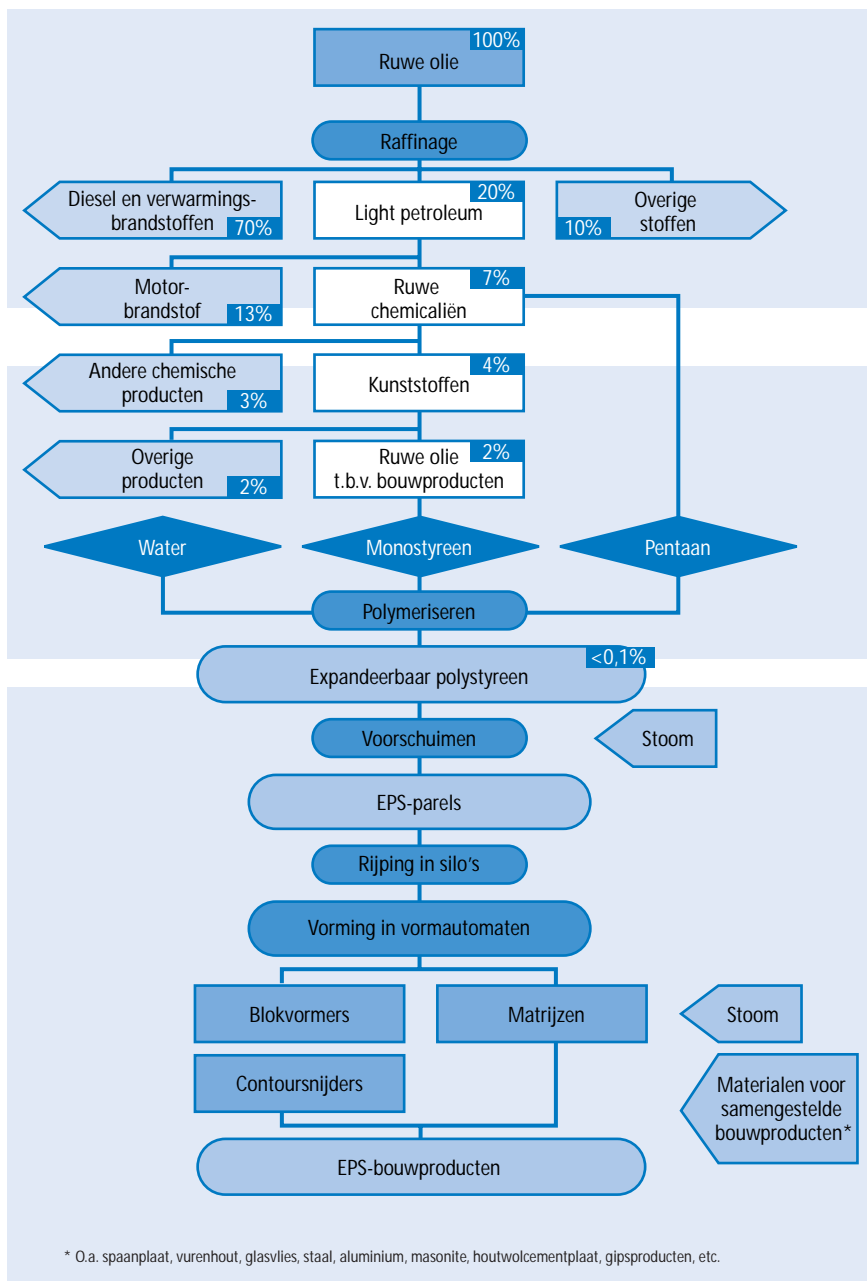 100%
Ruwe olie
Raffinage
Diesel en verwarmings-
brandstoffen
70%
20%
Light petroleum
Overige
stoffen
10%
Motor-
brandstof
13%
7%
Ruwe
chemicaliën
Andere chemische
producten
3%
4%
Kunststoffen
Overige
producten
2%
2%
Ruwe olie
t.b.v. bouwproducten
Water
Monostyreen
Pentaan
Polymeriseren
<0,1%
Expandeerbaar polystyreen
Voorschuimen
Stoom
EPS-parels
Rijping in silo's
Vorming in vormautomaten
Blokvormers
Matrijzen
Stoom
Contoursnijders
Materialen voor
samengestelde
bouwproducten*
EPS-bouwproducten
* O.a. spaanplaat, vurenhout, glasvlies, staal, aluminium, masonite, houtwolcementplaat, gipsproducten, etc.